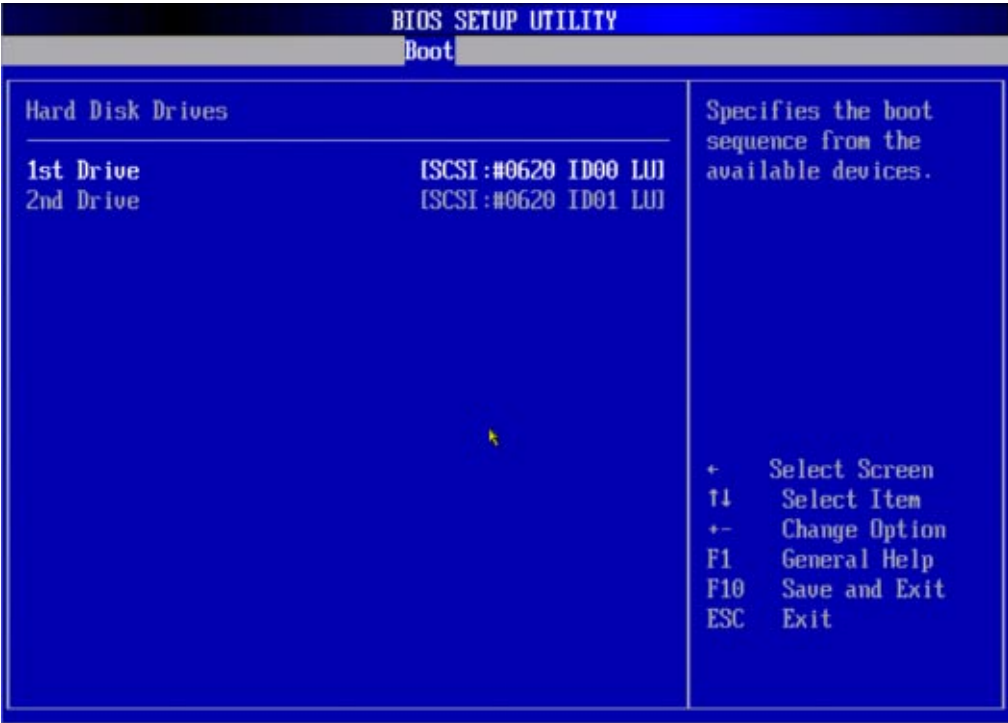 BIOS SETUP UTILITY
Boot
Hard Disk Drives
1st Drive [SCSI:#0620 ID00 LU]
2nd Drive [SCSI:#0620 ID01 LU]
Specifies the boot
sequence from the
available devices.
← Select Screen
↑↓ Select Item
+- Change Option
F1 General Help
F10 Save and Exit
ESC Exit